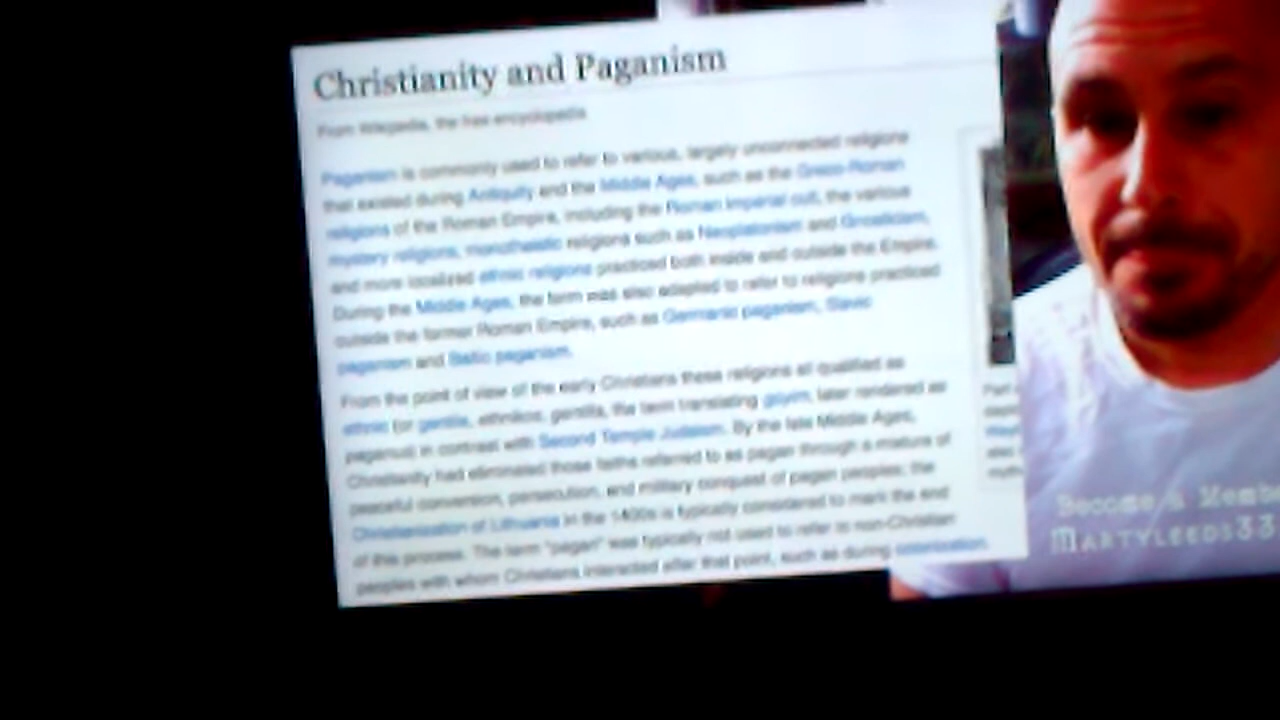 Christianity and Paganism
From Wikipedia, the free encyclopedia
Paganism is commonly used to refer to various, largely unconnected religions
that existed during Antiquity and the Middle Ages, such as the Greco-Roman
religions of the Roman Empire, including the Roman imperial cult, the various
mystery religions, monotheistic religions such as Neoplatonism and Gnosticism,
and more localized ethnic religions practiced both inside and outside the Empire.
During the Middle Ages, the term was also adapted to refer to religions practiced
outside the former Roman Empire, such as Germanic paganism, Slavic
paganism and Baltic paganism.
From the point of view of the early Christians these religions all qualified as
ethnic (or gentile, ethnikos, gentilis, the term translating goyim, later rendered as
paganus) in contrast with Second Temple Judaism. By the late Middle Ages,
Christianity had eliminated those faiths referred to as pagan through a mixture of
peaceful conversion, persecution, and military conquest of pagan peoples; the
Christianization of Lithuania in the 1400s is typically considered to mark the end
of this process. The term "pagan" was typically not used to refer to non-Christian
peoples with whom Christians interacted after that point, such as during colonization.
Become a Memb
MARTYLEEDS33